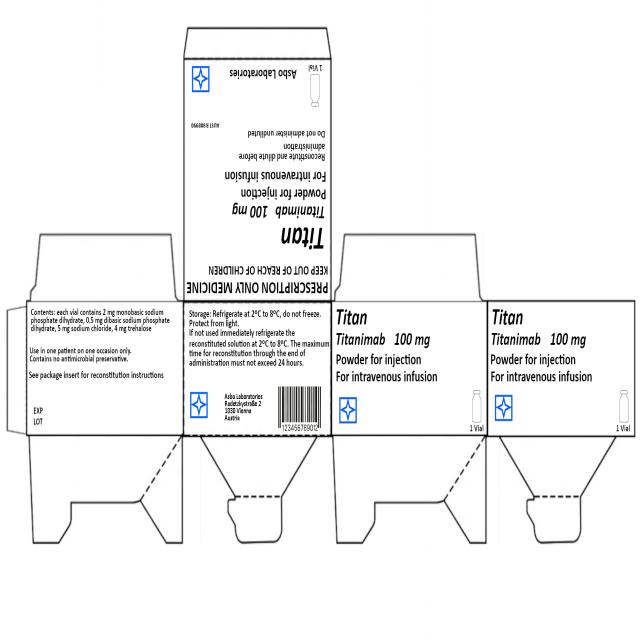 1 Vial
Asbo Laboratories
AUST R 888990
Do not administer undiluted
Reconstitute and dilute before
administration
For intravenous infusion
Powder for injection
Titanimab 100 mg
Titan
KEEP OUT OF REACH OF CHILDREN
PRESCRIPTION ONLY MEDICINE
Contents: each vial contains 2 mg monobasic sodium
phosphate dihydrate, 0.5 mg dibasic sodium phosphate
dihydrate, 5 mg sodium chloride, 4 mg trehalose
Use in one patient on one occasion only.
Contains no antimicrobial preservative.
See package insert for reconstitution instructions
EXP
LOT
Storage: Refrigerate at 2ºC to 8ºC, do not freeze.
Protect from light.
If not used immediately refrigerate the
reconstituted solution at 2ºC to 8ºC. The maximum
time for reconstitution through the end of
administration must not exceed 24 hours.
Asbo Laboratories
Radetzkystraße 2
1030 Vienna
Austria
123456789012
Titan
Titanimab 100 mg
Powder for injection
For intravenous infusion
1 Vial
Titan
Titanimab 100 mg
Powder for injection
For intravenous infusion
1 Vial